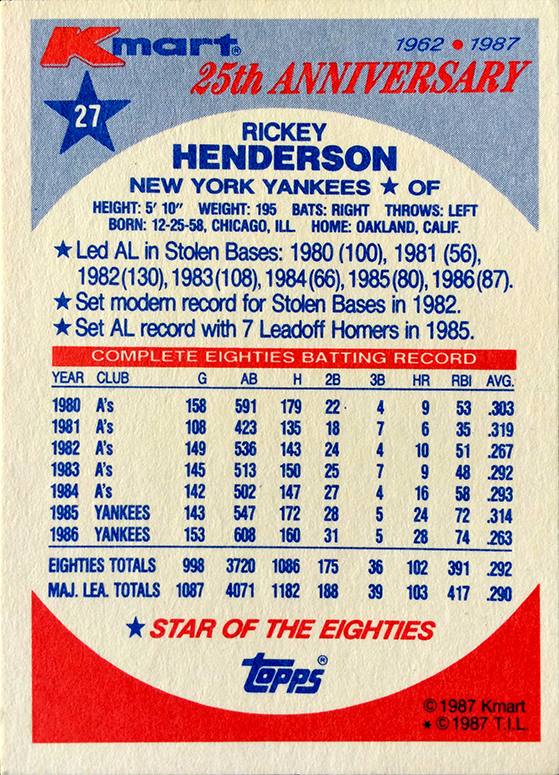 Kmart®
1962 • 1987
25th ANNIVERSARY
27
RICKEY
HENDERSON
NEW YORK YANKEES ★ OF
HEIGHT: 5' 10" WEIGHT: 195 BATS: RIGHT THROWS: LEFT
BORN: 12-25-58, CHICAGO, ILL. HOME: OAKLAND, CALIF.
★ Led AL in Stolen Bases: 1980 (100), 1981 (56),
1982 (130), 1983 (108), 1984 (66), 1985 (80), 1986 (87).
★ Set modern record for Stolen Bases in 1982.
★ Set AL record with 7 Leadoff Homers in 1985.
COMPLETE EIGHTIES BATTING RECORD
YEAR CLUB G AB H 2B 3B HR RBI AVG.
1980 A's 158 591 179 22 4 9 53 .303
1981 A's 108 423 135 18 7 6 35 .319
1982 A's 149 536 143 24 4 10 51 .267
1983 A's 145 513 150 25 7 9 48 .292
1984 A's 142 502 147 27 4 16 58 .293
1985 YANKEES 143 547 172 28 5 24 72 .314
1986 YANKEES 153 608 160 31 5 28 74 .263
EIGHTIES TOTALS 998 3720 1086 175 36 102 391 .292
MAJ. LEA. TOTALS 1087 4071 1182 188 39 103 417 .290
★ STAR OF THE EIGHTIES
topps®
© 1987 Kmart
★ © 1987 T.I.L.